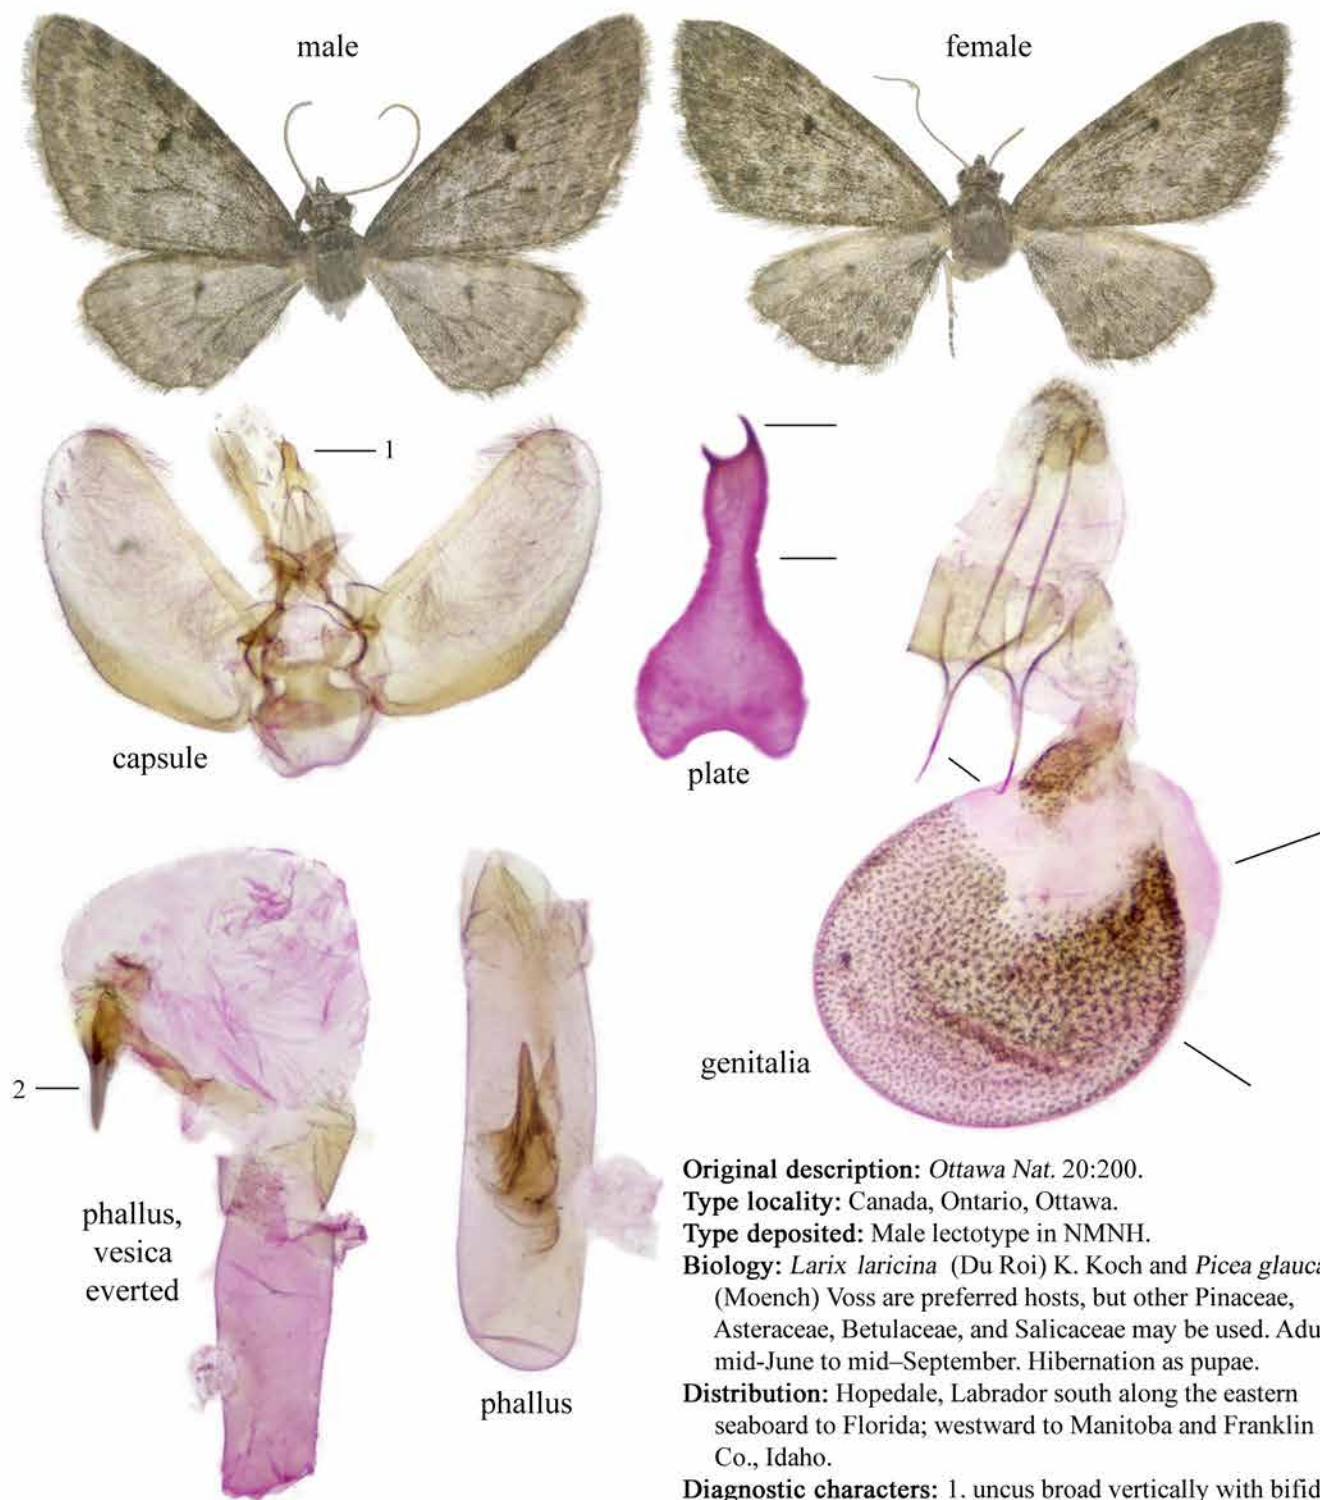 male
female
1
capsule
plate
genitalia
2
phallus,
vesica
everted
phallus
Original description: Ottawa Nat. 20:200.
Type locality: Canada, Ontario, Ottawa.
Type deposited: Male lectotype in NMNH.
Biology: Larix laricina (Du Roi) K. Koch and Picea glauca
(Moench) Voss are preferred hosts, but other Pinaceae,
Asteraceae, Betulaceae, and Salicaceae may be used. Adu
mid-June to mid–September. Hibernation as pupae.
Distribution: Hopedale, Labrador south along the eastern
seaboard to Florida; westward to Manitoba and Franklin
Co., Idaho.
Diagnostic characters: 1. uncus broad vertically with bifid